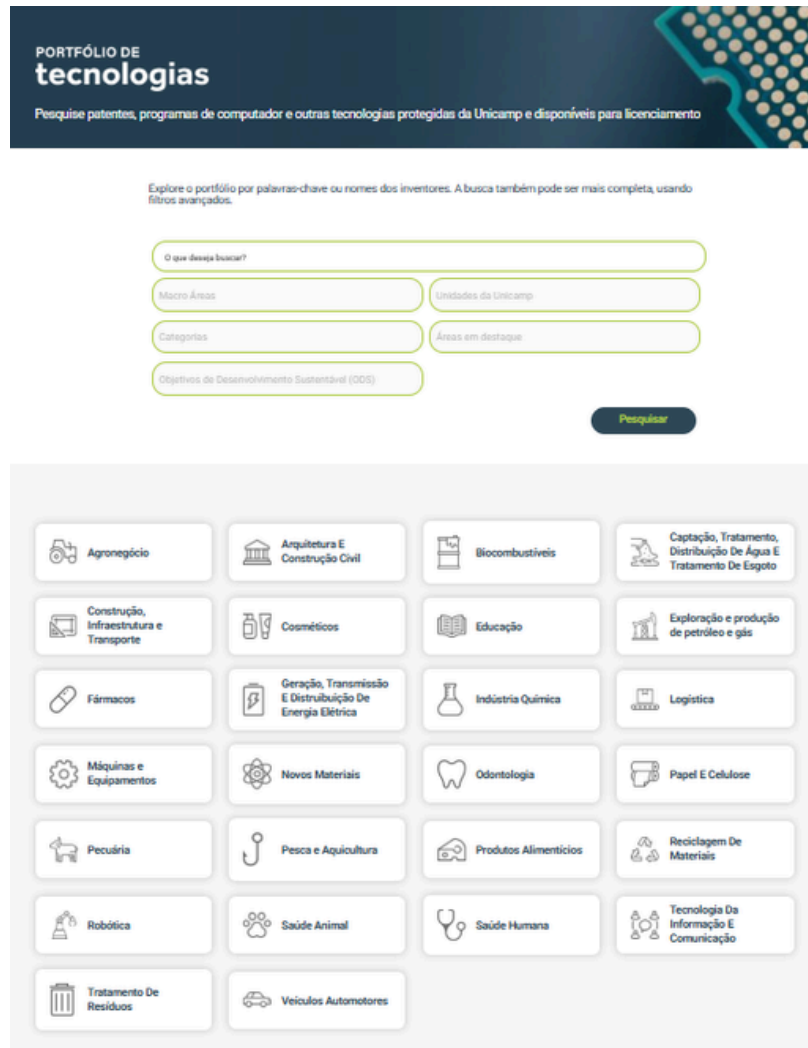 PORTFÓLIO DE
tecnologias
Pesquise patentes, programas de computador e outras tecnologias protegidas da Unicamp e disponíveis para licenciamento
Explore o portfólio por palavras-chave ou nomes dos inventores. A busca também pode ser mais completa, usando
filtros avançados.
O que deseja buscar?
Macro Áreas
Unidades da Unicamp
Categorias
Áreas em destaque
Objetivos de Desenvolvimento Sustentável (ODS)
Pesquisar
Agronegócio
Arquitetura E
Construção Civil
Biocombustíveis
Captação, Tratamento,
Distribuição De Água E
Tratamento De Esgoto
Construção,
Infraestrutura e
Transporte
Cosméticos
Educação
Exploração e produção
de petróleo e gás
Fármacos
Geração, Transmissão
E Distribuição De
Energia Elétrica
Indústria Química
Logística
Máquinas e
Equipamentos
Novos Materiais
Odontologia
Papel E Celulose
Pecuária
Pesca e Aquicultura
Produtos Alimentícios
Reciclagem De
Materiais
Robótica
Saúde Animal
Saúde Humana
Tecnologia Da
Informação E
Comunicação
Tratamento De
Resíduos
Veículos Automotores